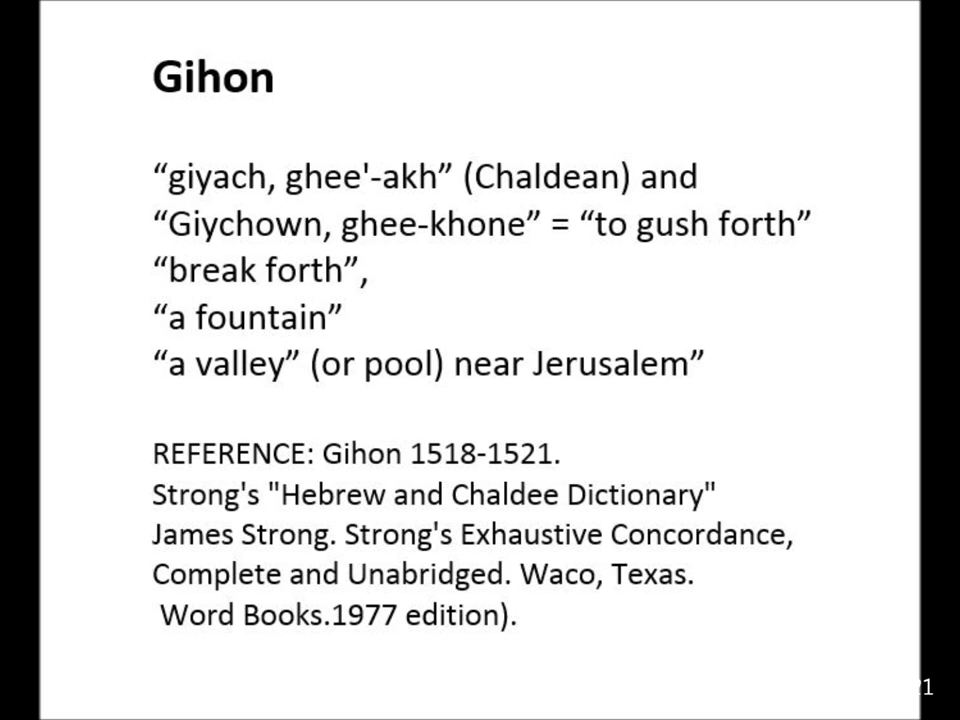 Gihon
“giyach, ghee'-akh” (Chaldean) and
“Giychown, ghee-khone” = “to gush forth”
“break forth”,
“a fountain”
“a valley” (or pool) near Jerusalem”
REFERENCE: Gihon 1518-1521.
Strong's "Hebrew and Chaldee Dictionary"
James Strong. Strong's Exhaustive Concordance,
Complete and Unabridged. Waco, Texas.
Word Books.1977 edition).
21